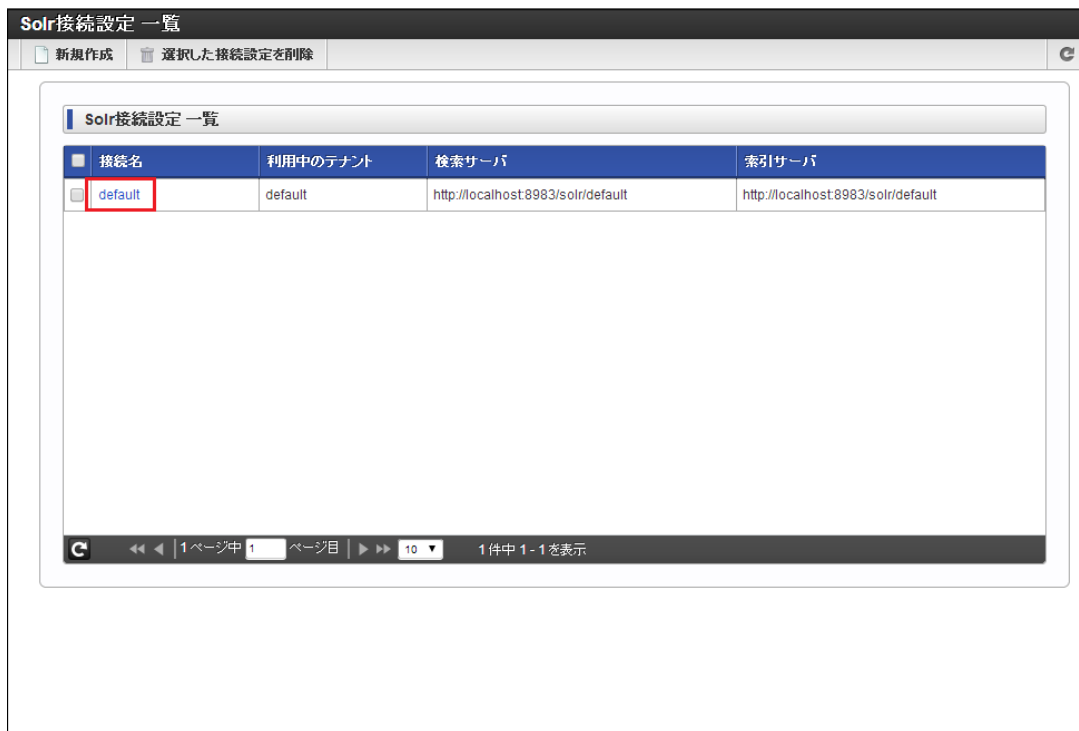 Solr接続設定 一覧
新規作成 選択した接続設定を削除
Solr接続設定 一覧
接続名 利用中のテナント 検索サーバ 索引サーバ
default default http://localhost:8983/solr/default http://localhost:8983/solr/default
1ページ中 1 ページ目 10 1件中 1 - 1 を表示